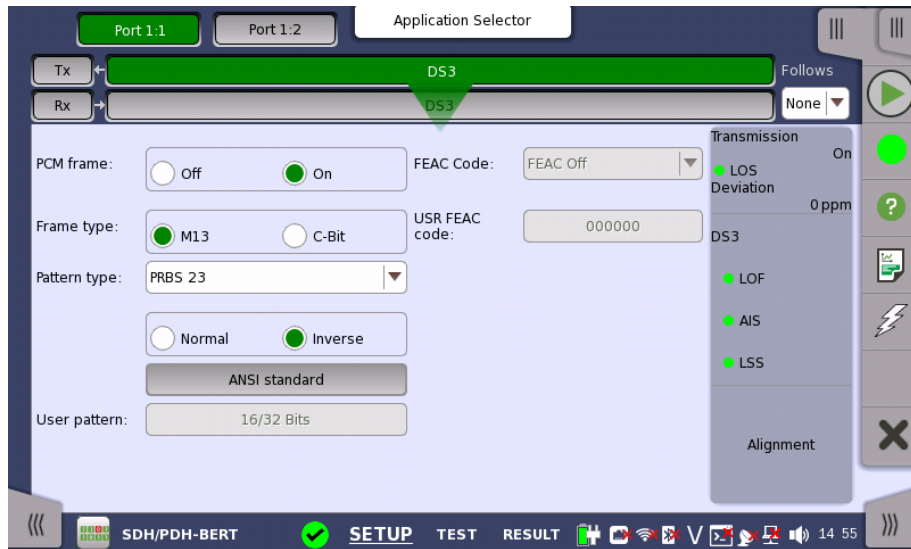 Port 1:1
Port 1:2
Application Selector
Tx
DS3
Follows
Rx
DS3
None
PCM frame:
Off
On
FEAC Code:
FEAC Off
Frame type:
M13
C-Bit
USR FEAC
code:
000000
Pattern type:
PRBS 23
Normal
Inverse
ANSI standard
User pattern:
16/32 Bits
Transmission
On
LOS
Deviation
0 ppm
DS3
LOF
AIS
LSS
Alignment
SDH/PDH-BERT
SETUP
TEST
RESULT
V
14 55